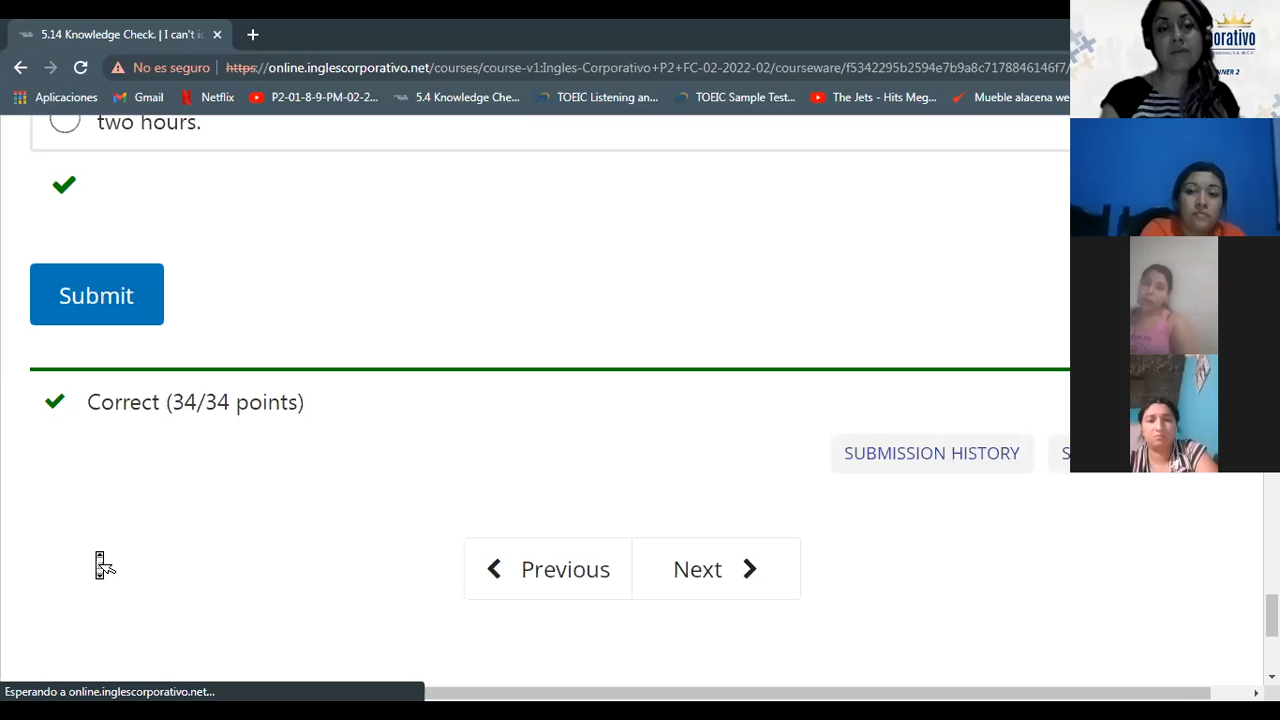 5.14 Knowledge Check. | I can't i
No es seguro https://online.inglescorporativo.net/courses/course-v1:Ingles-Corporativo+P2+FC-02-2022-02/courseware/f5342295b2594e7b9a8c7178846146f7/
Aplicaciones Gmail Netflix P2-01-8-9-PM-02-2... 5.4 Knowledge Che... TOEIC Listening an... TOEIC Sample Test... The Jets - Hits Meg... Mueble alacena we
orativo
NNER 2
two hours.
Submit
Correct (34/34 points)
SUBMISSION HISTORY S
Previous Next
Esperando a online.inglescorporativo.net...